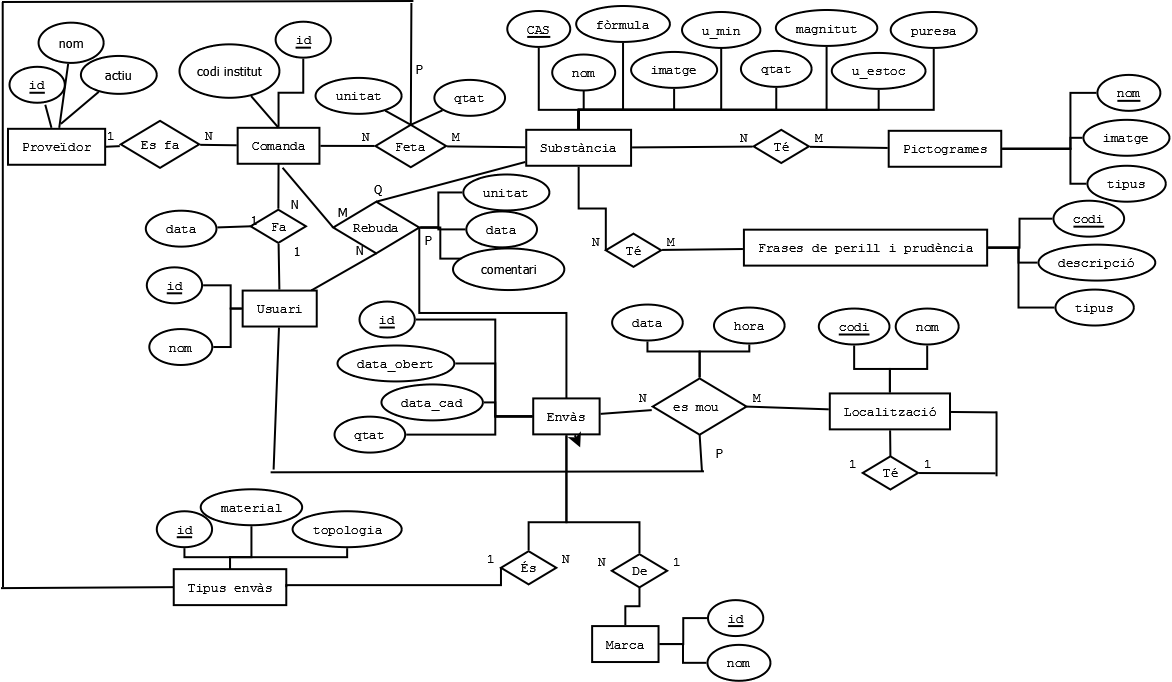 CAS
fòrmula
u_min
magnitut
puresa
nom
id
actiu
codi institut
id
P
nom
imatge
qtat
u_estoc
unitat
qtat
nom
imatge
tipus
Proveïdor
1
Es fa
N
Comanda
N
Feta
M
Substància
N
Té
M
Pictogrames
data
1
N
Fa
1
Q
M
Rebuda
N
P
unitat
data
comentari
N
Té
M
Frases de perill i prudència
codi
descripció
tipus
id
nom
Usuari
id
data_obert
data_cad
qtat
data
hora
codi
nom
Envàs
N
es mou
M
Localització
P
1
Té
1
id
material
topologia
Tipus envàs
1
És
N
N
De
1
Marca
id
nom